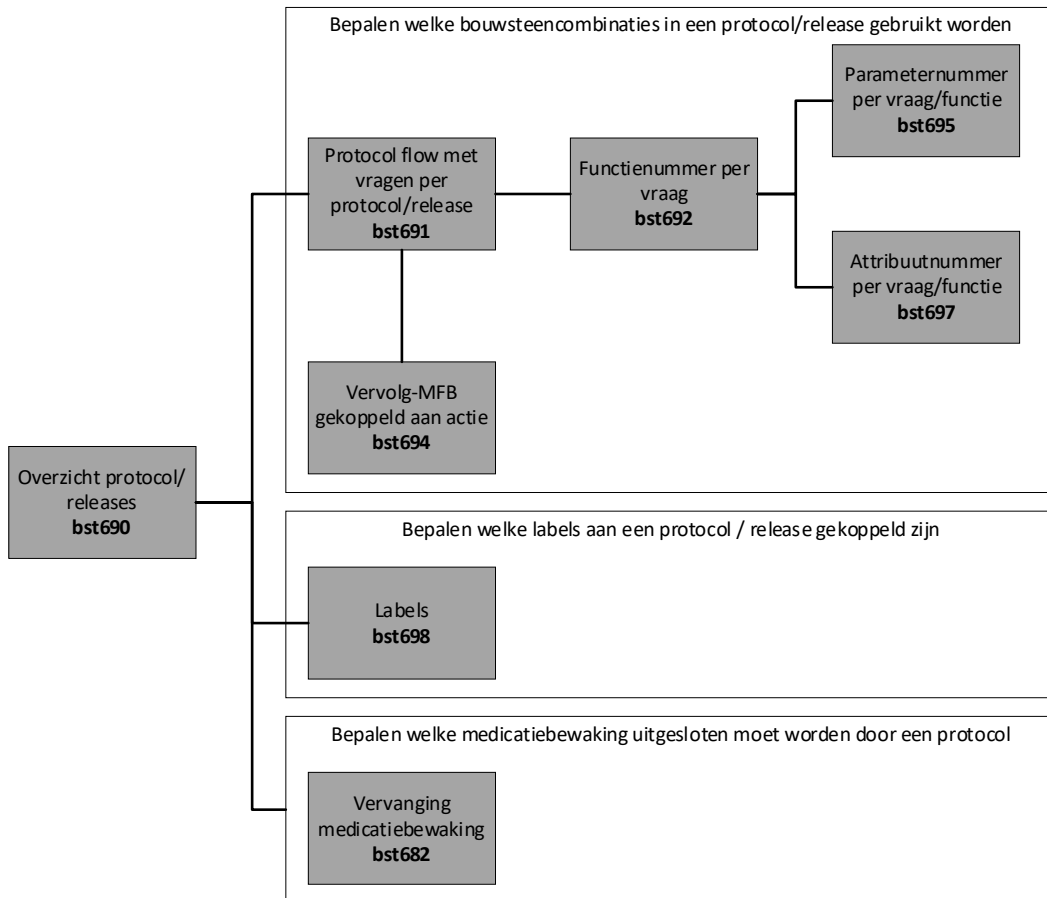 Bepalen welke bouwsteencombinaties in een protocol/release gebruikt worden
Parameternummer
per vraag/functie
bst695
Protocol flow met
vragen per
protocol/release
bst691
Functienummer per
vraag
bst692
Attribuutnummer
per vraag/functie
bst697
Vervolg-MFB
gekoppeld aan actie
bst694
Overzicht protocol/
releases
bst690
Bepalen welke labels aan een protocol / release gekoppeld zijn
Labels
bst698
Bepalen welke medicatiebewaking uitgesloten moet worden door een protocol
Vervanging
medicatiebewaking
bst682